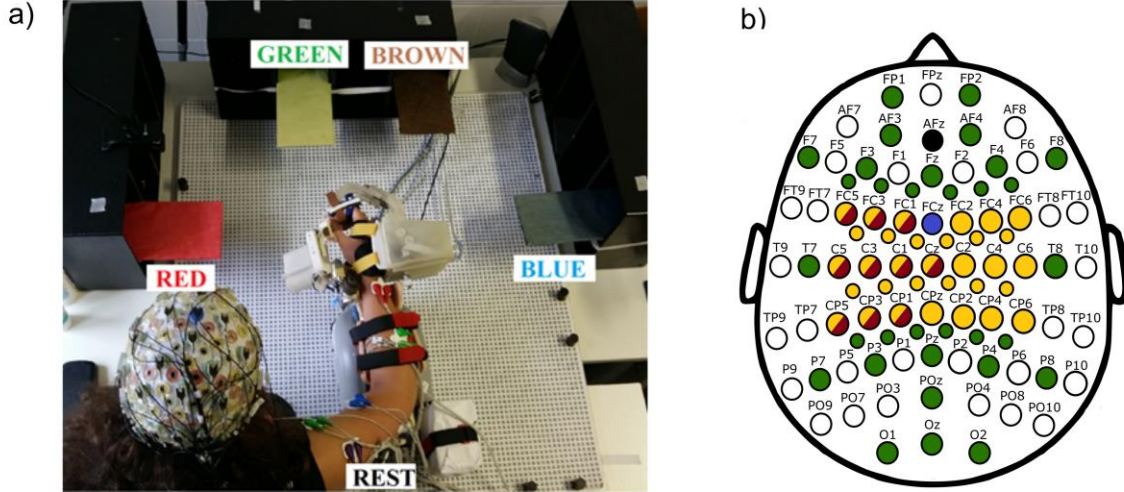 a)
GREEN BROWN
RED
BLUE
REST
b)
FP1 FPz FP2
AF7 AF3 AFz AF4 AF8
F7 F5 F3 F1 Fz F2 F4 F6 F8
FT9 FT7 FC5 FC3 FC1 FCz FC2 FC4 FC6 FT8 FT10
T9 T7 C5 C3 C1 Cz C2 C4 C6 T8 T10
TP9 TP7 CP5 CP3 CP1 CPz CP2 CP4 CP6 TP8 TP10
P9 P7 P5 P3 P1 Pz P2 P4 P6 P8 P10
PO9 PO7 PO3 POz PO4 PO8 PO10
O1 Oz O2